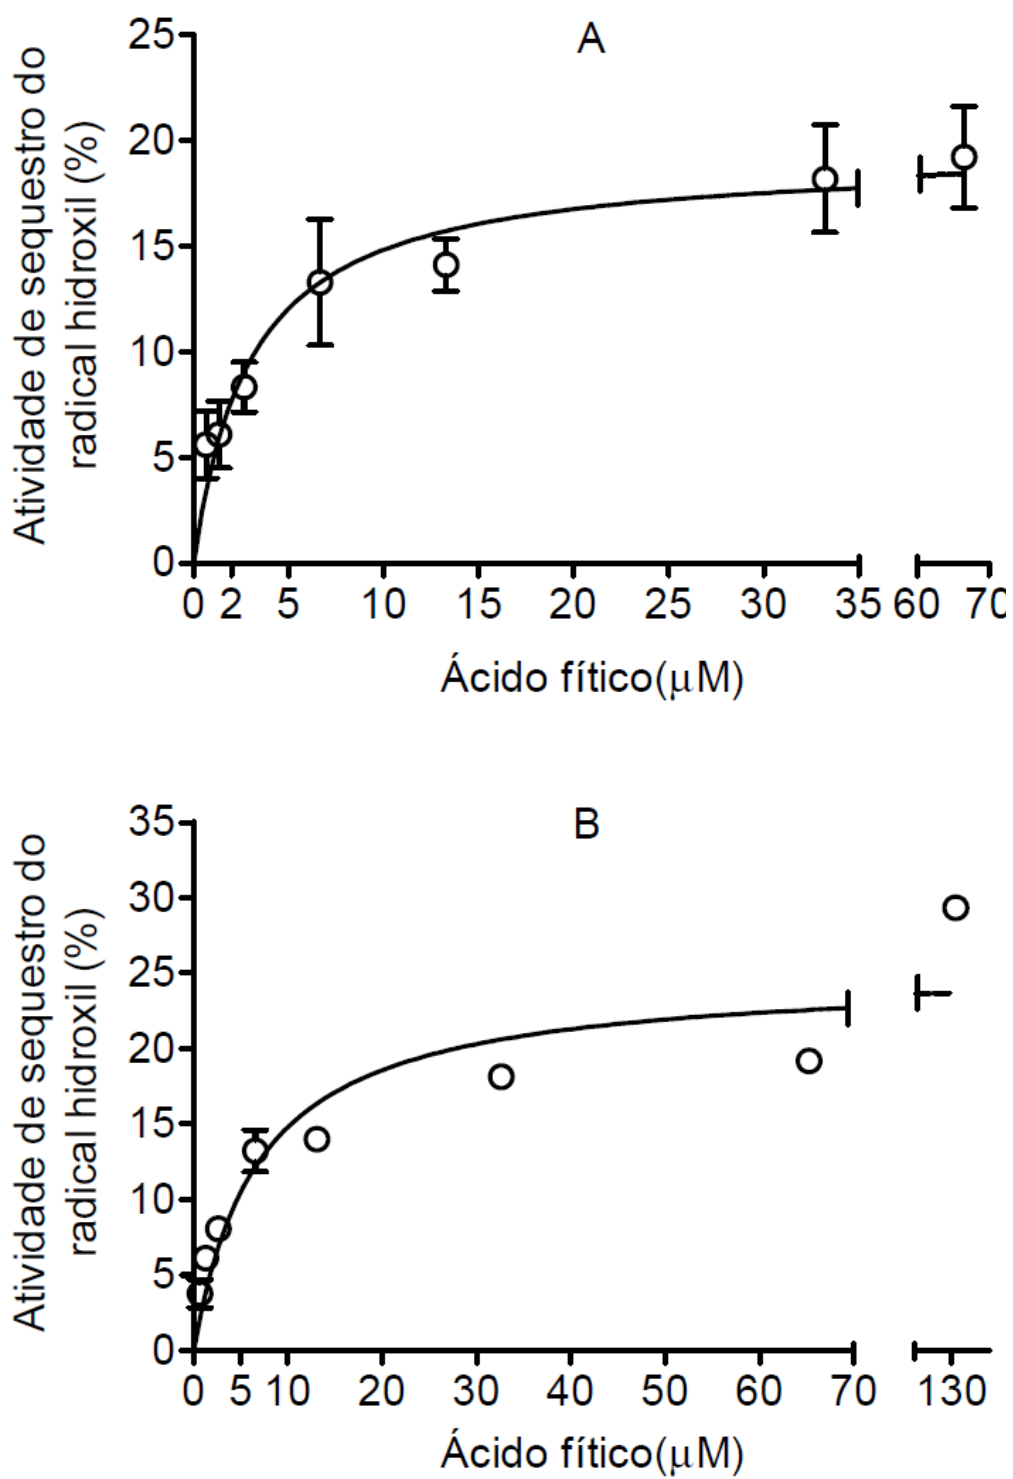 A
Atividade de sequestro do
radical hidroxil (%)
25
20
15
10
5
0
0 2 5 10 15 20 25 30 35 60 70
Ácido fítico(μM)
B
Atividade de sequestro do
radical hidroxil (%)
35
30
25
20
15
10
5
0
0 5 10 20 30 40 50 60 70 130
Ácido fítico(μM)